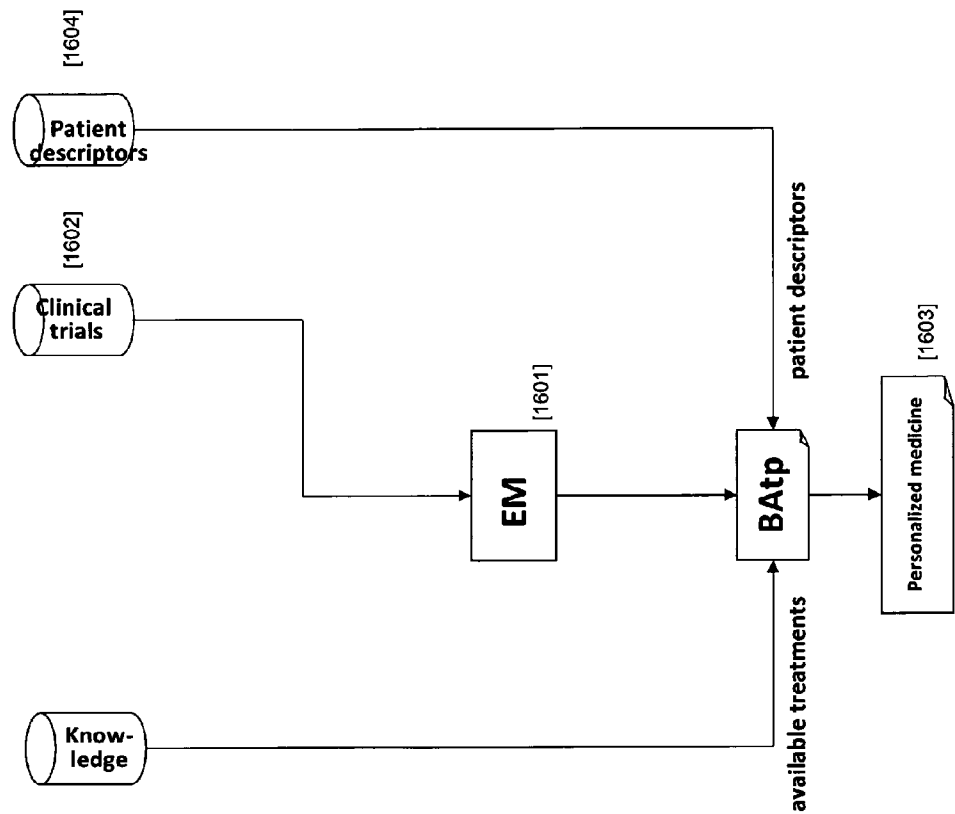 Know-
ledge
Clinical
trials
[1602]
Patient
descriptors
[1604]
EM
[1601]
available treatments
BAtp
patient descriptors
Personalized medicine
[1603]